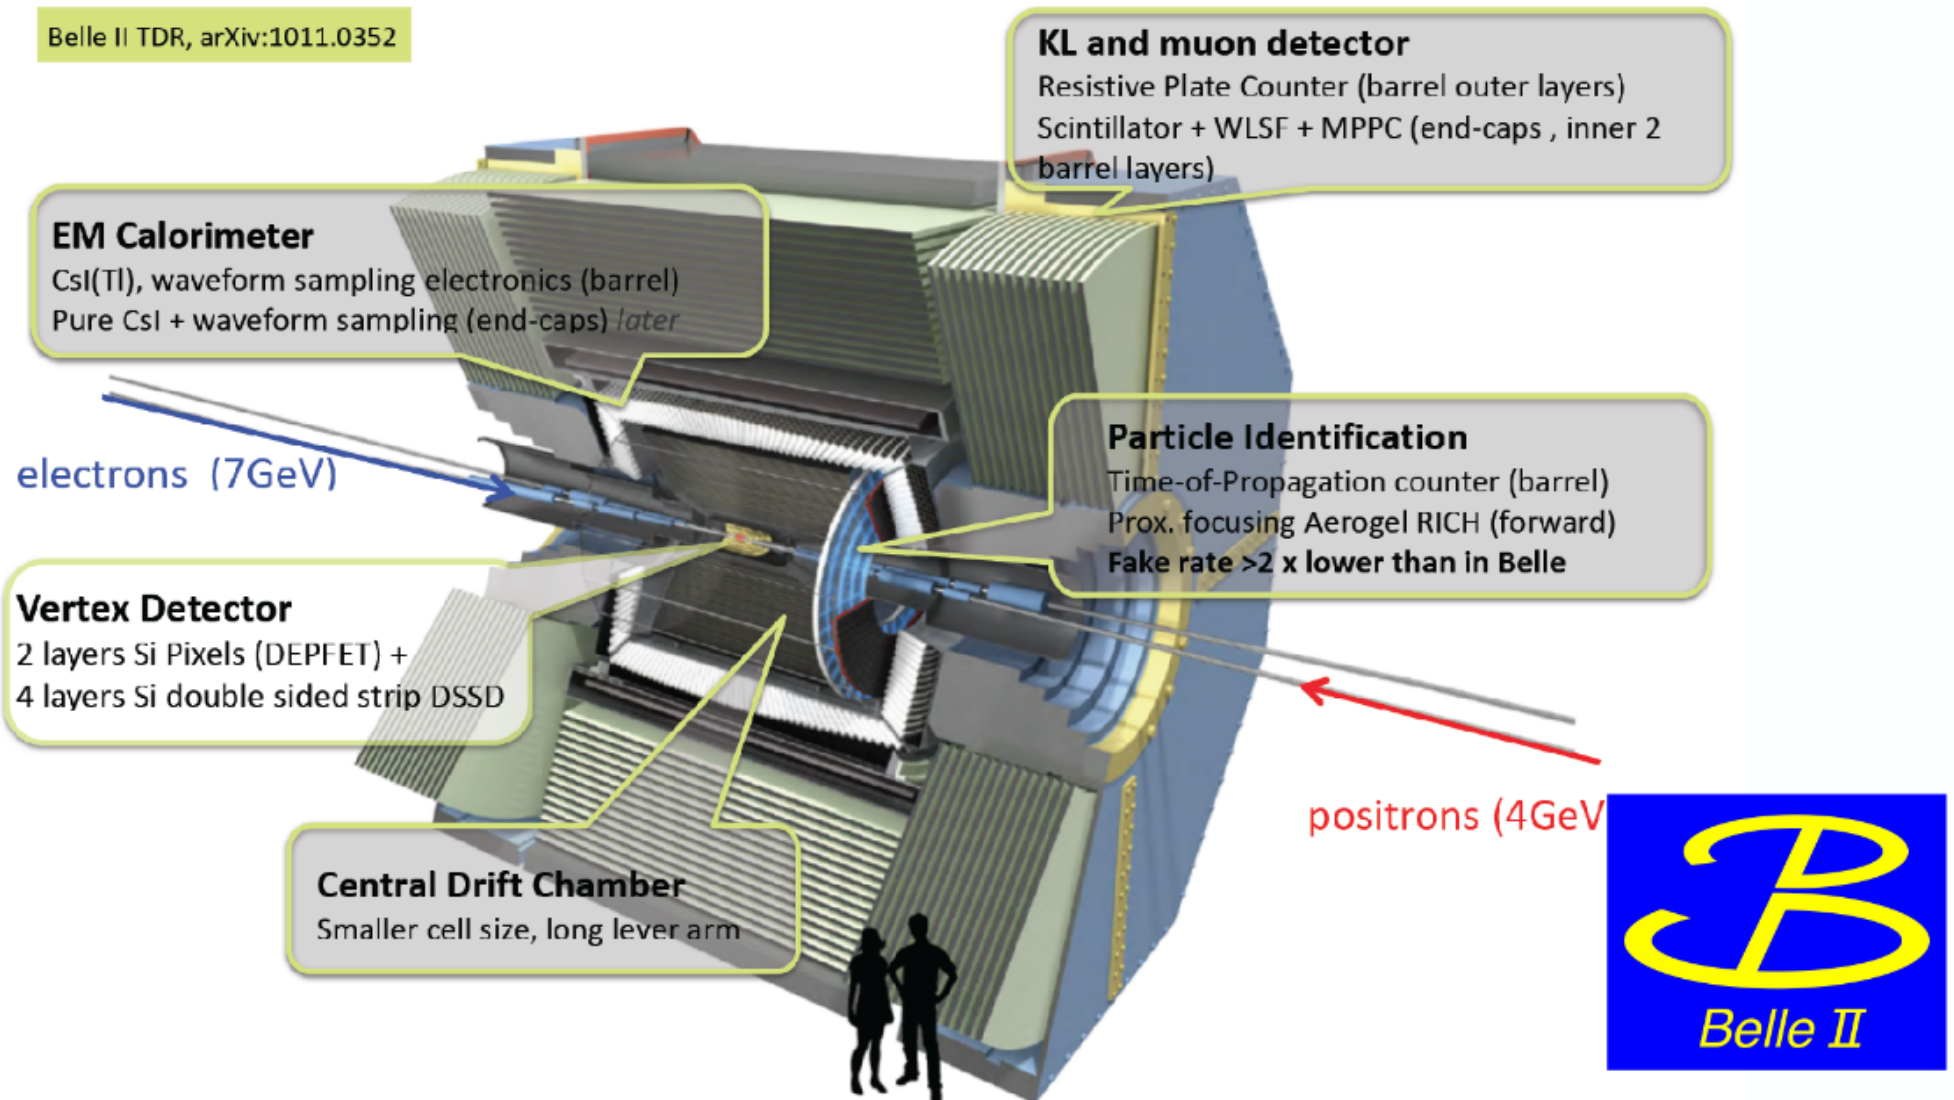 Belle II TDR, arXiv:1011.0352
KL and muon detector
Resistive Plate Counter (barrel outer layers)
Scintillator + WLSF + MPPC (end-caps , inner 2
barrel layers)
EM Calorimeter
CsI(Tl), waveform sampling electronics (barrel)
Pure CsI + waveform sampling (end-caps) later
electrons (7GeV)
Particle Identification
Time-of-Propagation counter (barrel)
Prox. focusing Aerogel RICH (forward)
Fake rate >2 x lower than in Belle
Vertex Detector
2 layers Si Pixels (DEPFET) +
4 layers Si double sided strip DSSD
positrons (4GeV
Central Drift Chamber
Smaller cell size, long lever arm
B
Belle II